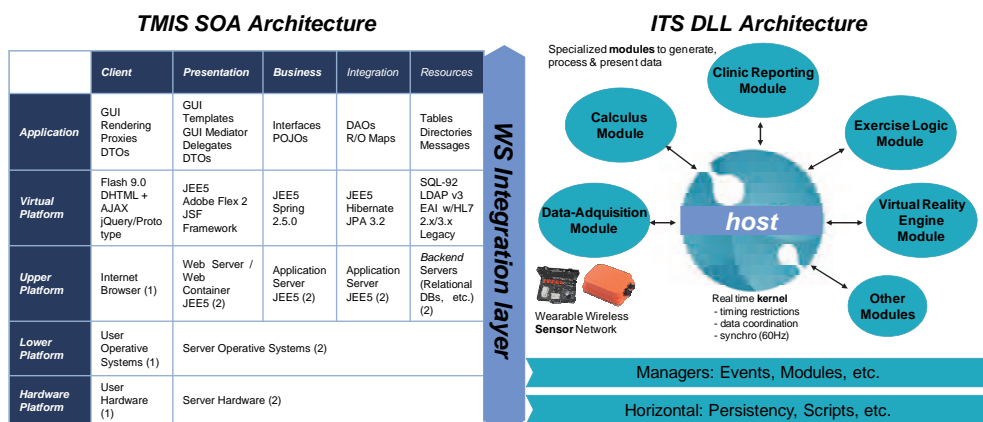 TMIS SOA Architecture
Client
Presentation
Business
Integration
Resources
Application
GUI
Rendering
Proxies
DTOs
GUI
Templates
GUI Mediator
Delegates
DTOs
Interfaces
POJOs
DAOs
R/O Maps
Tables
Directories
Messages
Virtual
Platform
Flash 9.0
DHTML +
AJAX
jQuery/Proto
type
JEE5
Adobe Flex 2
JSF
Framework
JEE5
Spring
2.5.0
JEE5
Hibernate
JPA 3.2
SQL-92
LDAP v3
EAI w/HL7
2.x/3.x
Legacy
Upper
Platform
Internet
Browser (1)
Web Server /
Web
Container
JEE5 (2)
Application
Server
JEE5 (2)
Application
Server
JEE5 (2)
Backend
Servers
(Relational
DBs, etc.)
(2)
Lower
Platform
User
Operative
Systems (1)
Server Operative Systems (2)
Hardware
Platform
User
Hardware
(1)
Server Hardware (2)
WS Integration layer
ITS DLL Architecture
Specialized modules to generate,
process & present data
Clinic Reporting
Module
Calculus
Module
Exercise Logic
Module
Data-Adquisition
Module
host
Virtual Reality
Engine
Module
Other
Modules
Wearable Wireless
Sensor Network
Real time kernel
- timing restrictions
- data coordination
- synchro (60Hz)
Managers: Events, Modules, etc.
Horizontal: Persistency, Scripts, etc.